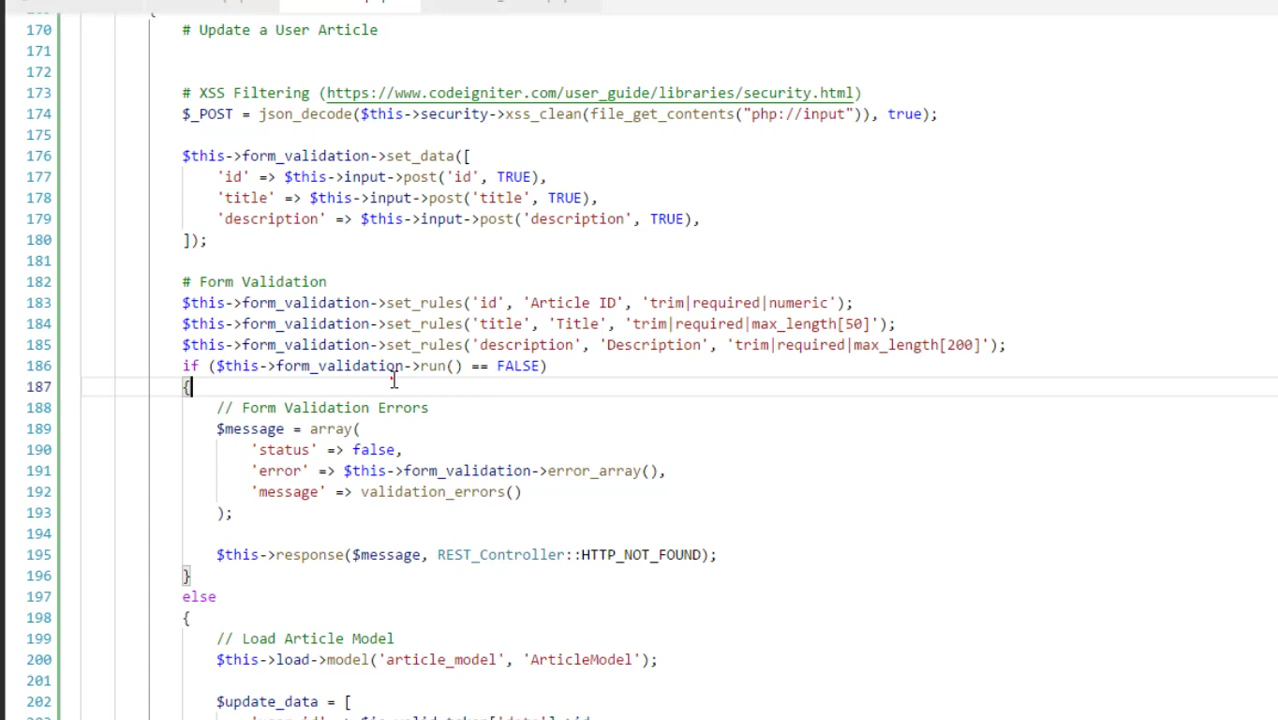 170 # Update a User Article
171
172
173 # XSS Filtering (https://www.codeigniter.com/user_guide/libraries/security.html)
174 $_POST = json_decode($this->security->xss_clean(file_get_contents("php://input")), true);
175
176 $this->form_validation->set_data([
177 'id' => $this->input->post('id', TRUE),
178 'title' => $this->input->post('title', TRUE),
179 'description' => $this->input->post('description', TRUE),
180 ]);
181
182 # Form Validation
183 $this->form_validation->set_rules('id', 'Article ID', 'trim|required|numeric');
184 $this->form_validation->set_rules('title', 'Title', 'trim|required|max_length[50]');
185 $this->form_validation->set_rules('description', 'Description', 'trim|required|max_length[200]');
186 if ($this->form_validation->run() == FALSE)
187 {
188 // Form Validation Errors
189 $message = array(
190 'status' => false,
191 'error' => $this->form_validation->error_array(),
192 'message' => validation_errors()
193 );
194
195 $this->response($message, REST_Controller::HTTP_NOT_FOUND);
196 }
197 else
198 {
199 // Load Article Model
200 $this->load->model('article_model', 'ArticleModel');
201
202 $update_data = [